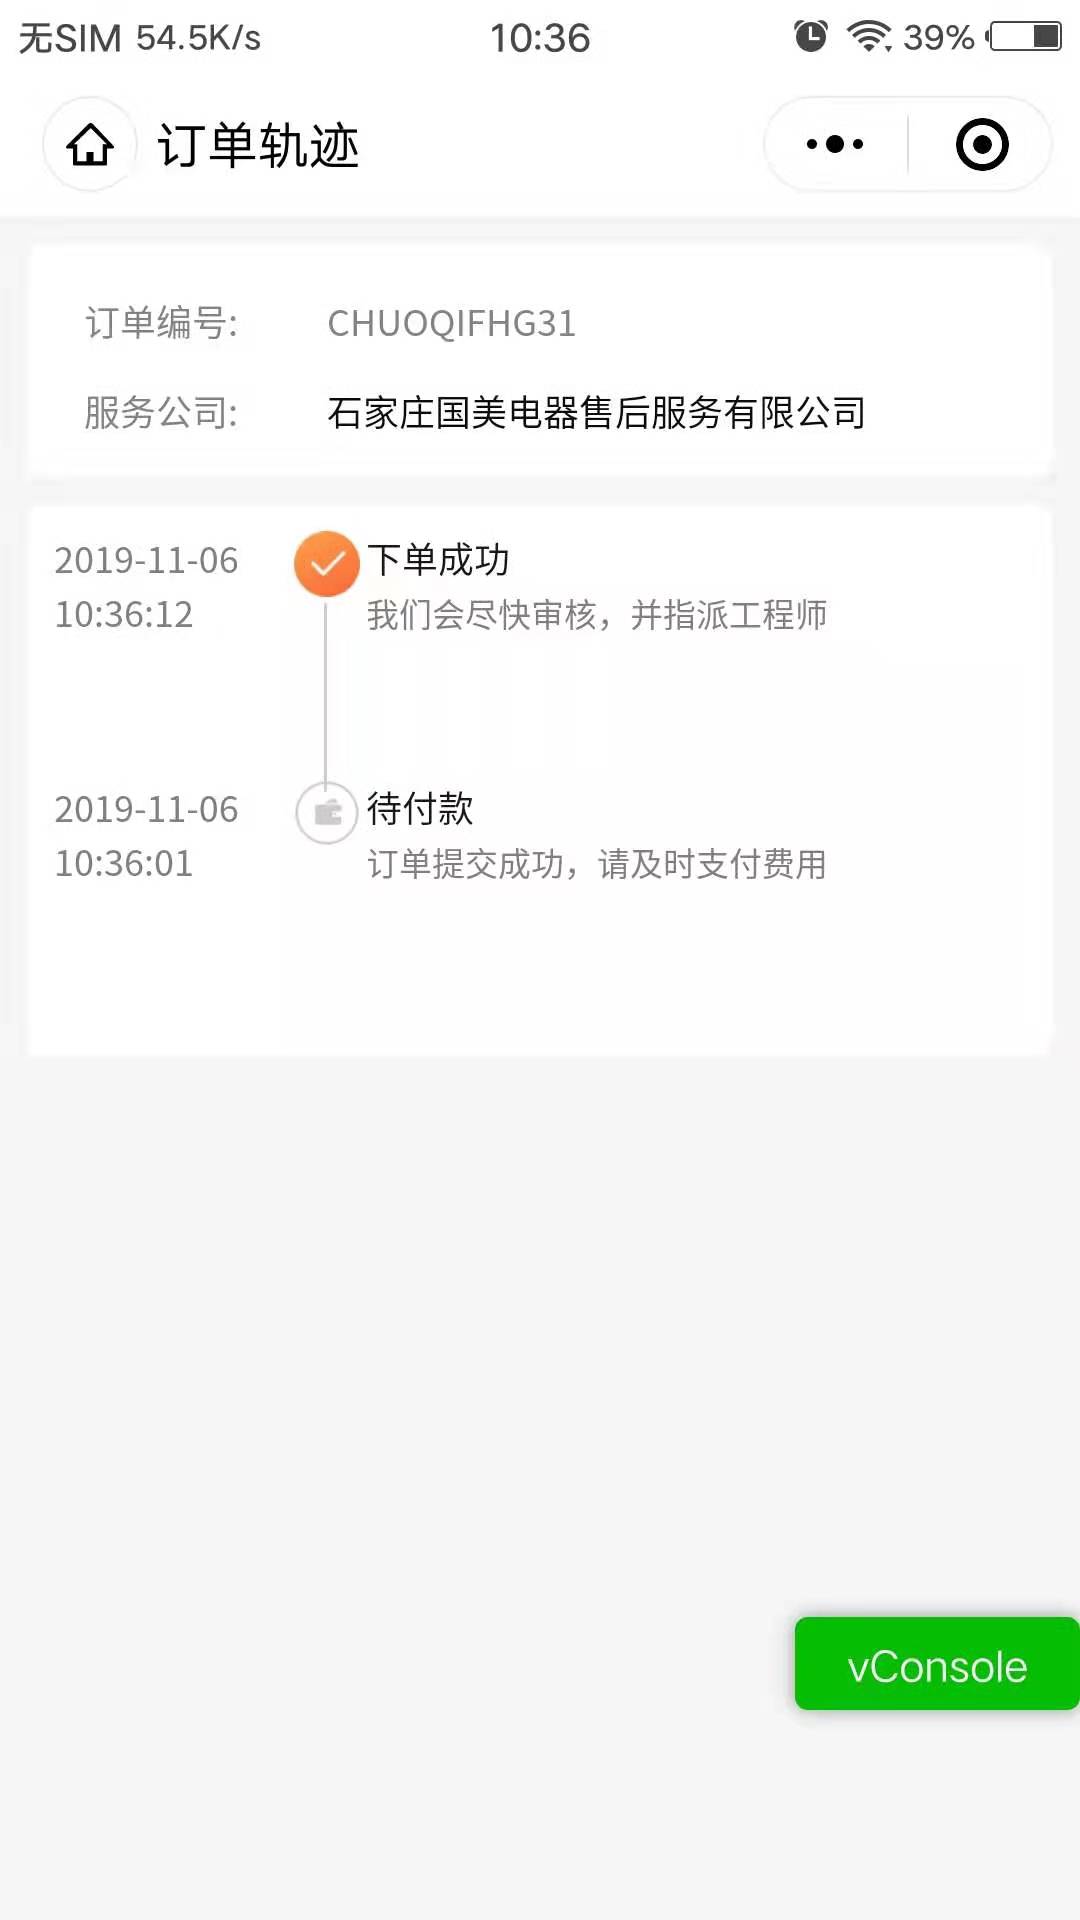 无SIM 54.5K/s 10:36 39%
订单轨迹
订单编号: CHUOQIFHG31
服务公司: 石家庄国美电器售后服务有限公司
2019-11-06 下单成功
10:36:12 我们会尽快审核，并指派工程师
2019-11-06 待付款
10:36:01 订单提交成功，请及时支付费用
vConsole